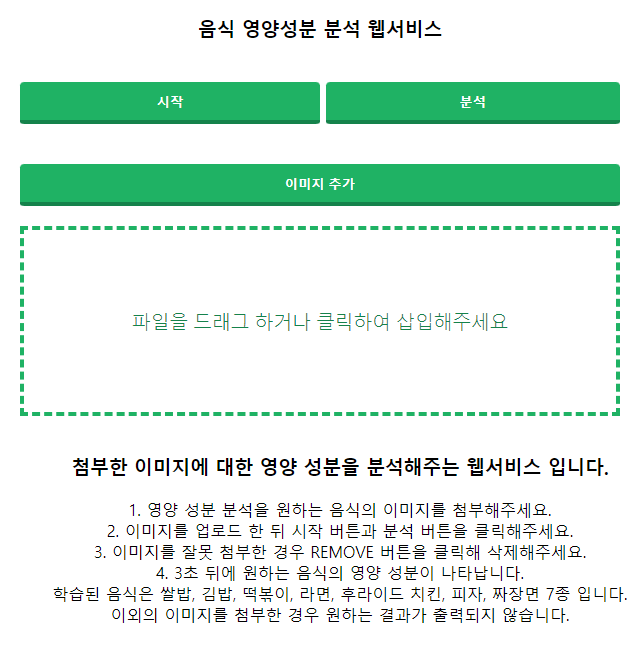 음식 영양성분 분석 웹서비스
시작
분석
이미지 추가
파일을 드래그 하거나 클릭하여 삽입해주세요
첨부한 이미지에 대한 영양 성분을 분석해주는 웹서비스 입니다.
1. 영양 성분 분석을 원하는 음식의 이미지를 첨부해주세요.
2. 이미지를 업로드 한 뒤 시작 버튼과 분석 버튼을 클릭해주세요.
3. 이미지를 잘못 첨부한 경우 REMOVE 버튼을 클릭해 삭제해주세요.
4. 3초 뒤에 원하는 음식의 영양 성분이 나타납니다.
학습된 음식은 쌀밥, 김밥, 떡볶이, 라면, 후라이드 치킨, 피자, 짜장면 7종 입니다.
이외의 이미지를 첨부한 경우 원하는 결과가 출력되지 않습니다.